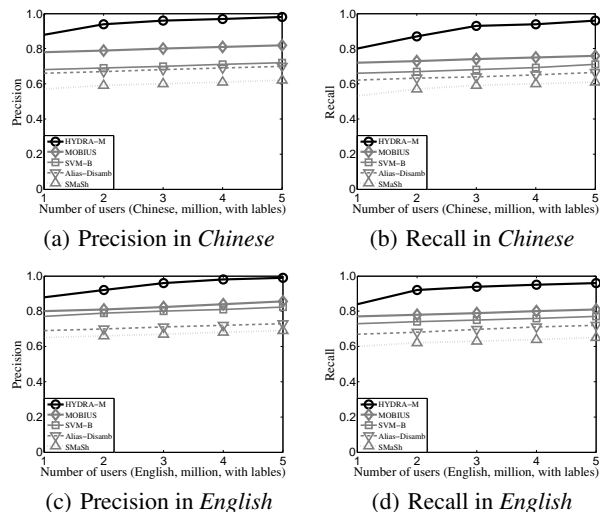 1.0
0.8
0.6
0.4
0.2
0
Precision
HYDRA-M
MOBIUS
SVM-B
Alias-Disamb
SMaSh
1 2 3 4 5
Number of users (Chinese, million, with lables)
(a) Precision in Chinese
1.0
0.8
0.6
0.4
0.2
0
Recall
HYDRA-M
MOBIUS
SVM-B
Alias-Disamb
SMaSh
1 2 3 4 5
Number of users (Chinese, million, with lables)
(b) Recall in Chinese
1.0
0.8
0.6
0.4
0.2
0
Precision
HYDRA-M
MOBIUS
SVM-B
Alias-Disamb
SMaSh
1 2 3 4 5
Number of users (English, million, with lables)
(c) Precision in English
1.0
0.8
0.6
0.4
0.2
0
Recall
HYDRA-M
MOBIUS
SVM-B
Alias-Disamb
SMaSh
1 2 3 4 5
Number of users (English, million, with lables)
(d) Recall in English